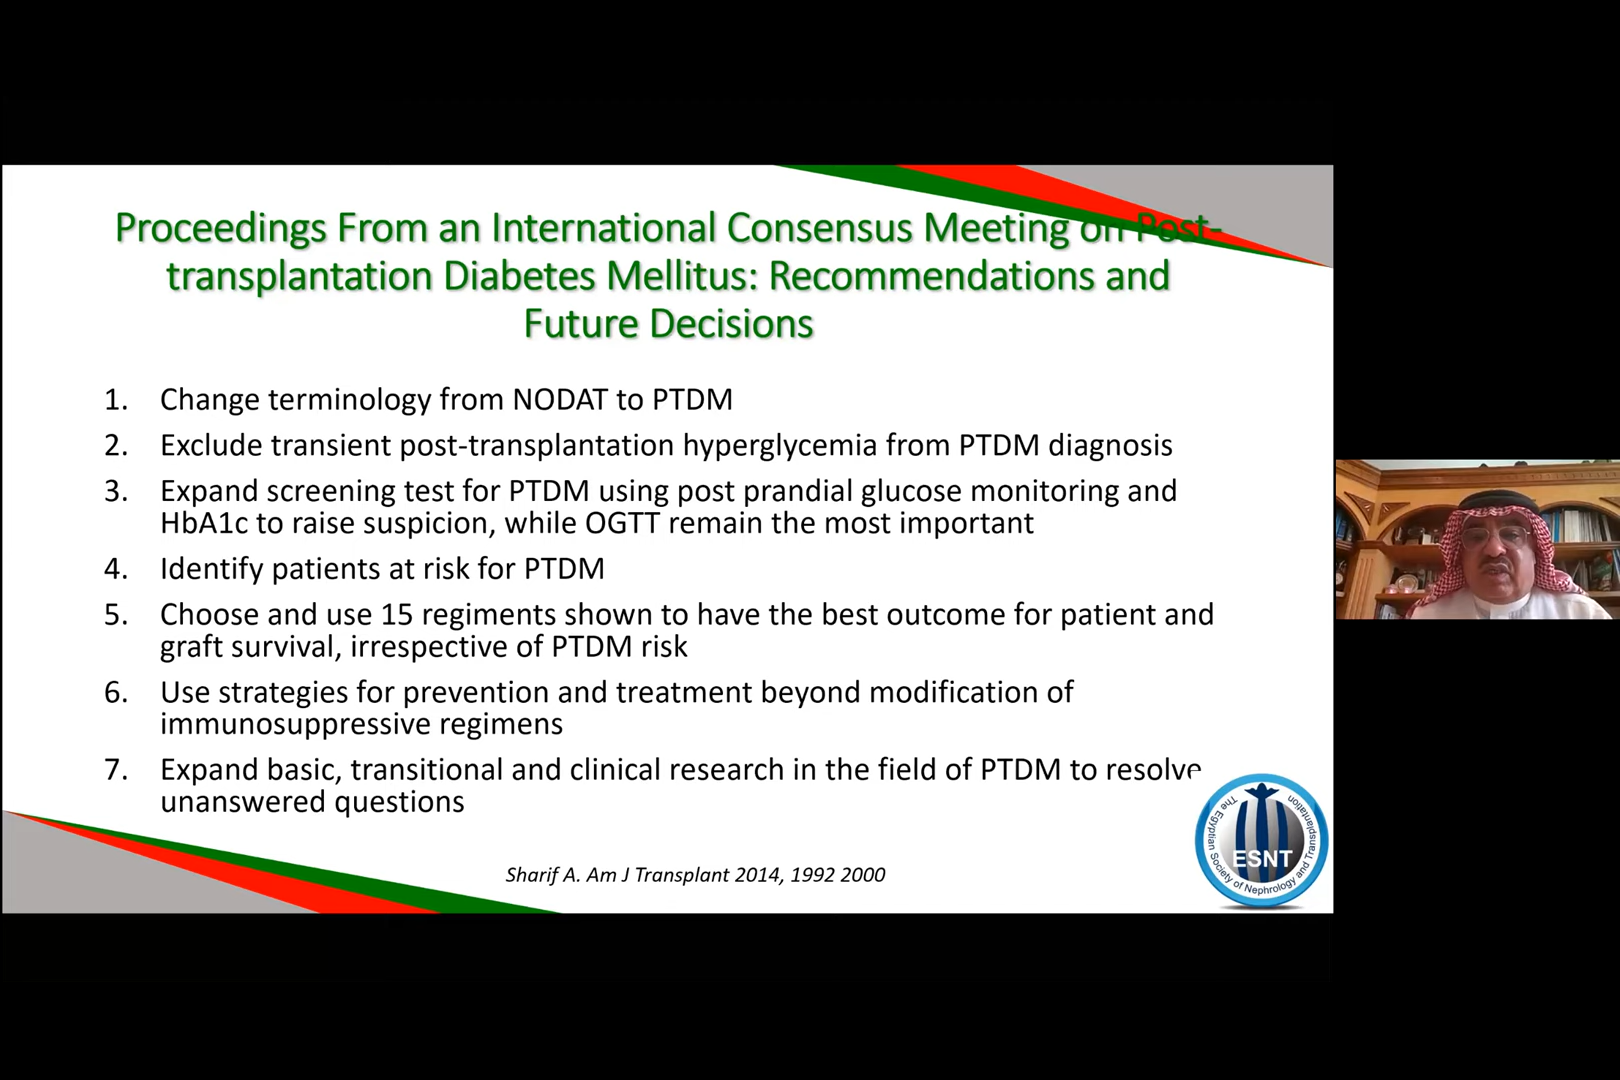 Proceedings From an International Consensus Meeting on Post-
transplantation Diabetes Mellitus: Recommendations and
Future Decisions
1. Change terminology from NODAT to PTDM
2. Exclude transient post-transplantation hyperglycemia from PTDM diagnosis
3. Expand screening test for PTDM using post prandial glucose monitoring and
HbA1c to raise suspicion, while OGTT remain the most important
4. Identify patients at risk for PTDM
5. Choose and use 15 regiments shown to have the best outcome for patient and
graft survival, irrespective of PTDM risk
6. Use strategies for prevention and treatment beyond modification of
immunosuppressive regimens
7. Expand basic, transitional and clinical research in the field of PTDM to resolve
unanswered questions
Sharif A. Am J Transplant 2014, 1992 2000
The Egyptian Society of Nephrology and Transplantation
ESNT